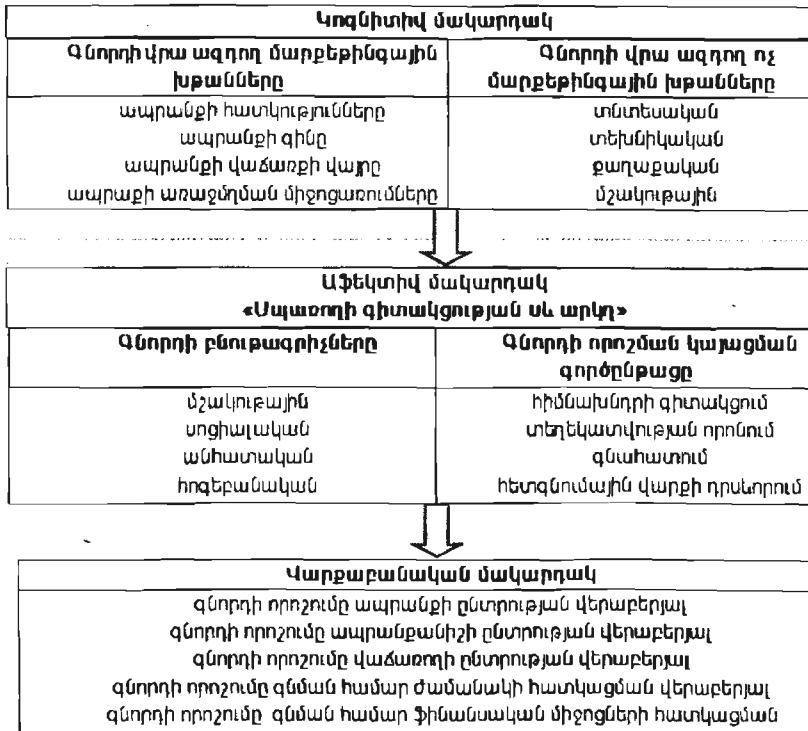 Կոգնիտիվ մակարդակ
Գնորդի վրա ազդող մարքեթինգային
խթանները
ապրանքի հատկությունները
ապրանքի գինը
ապրանքի վաճառքի վայրը
ապրաքի առաջմղման միջոցառումները
Գնորդի վրա ազդող ոչ
մարքեթինգային խթանները
տնտեսական
տեխնիկական
քաղաքական
մշակութային
Աֆեկտիվ մակարդակ
«Սպառողի գիտակցության սև արկղ»
Գնորդի բնութագրիչները
մշակութային
սոցիալական
անհատական
հոգեբանական
Գնորդի որոշման կայացման
գործընթացը
հիմնախնդրի գիտակցում
տեղեկատվության որոնում
գնահատում
հետգնումային վարքի դրսևորում
Վարքաբանական մակարդակ
գնորդի որոշումը ապրանքի ընտրության վերաբերյալ
գնորդի որոշումը ապրանքանիշի ընտրության վերաբերյալ
գնորդի որոշումը վաճառողի ընտրության վերաբերյալ
գնորդի որոշումը գնման համար ժամանակի հատկացման վերաբերյալ
գնորդի որոշումը գնման համար ֆինանսական միջոցների հատկացման